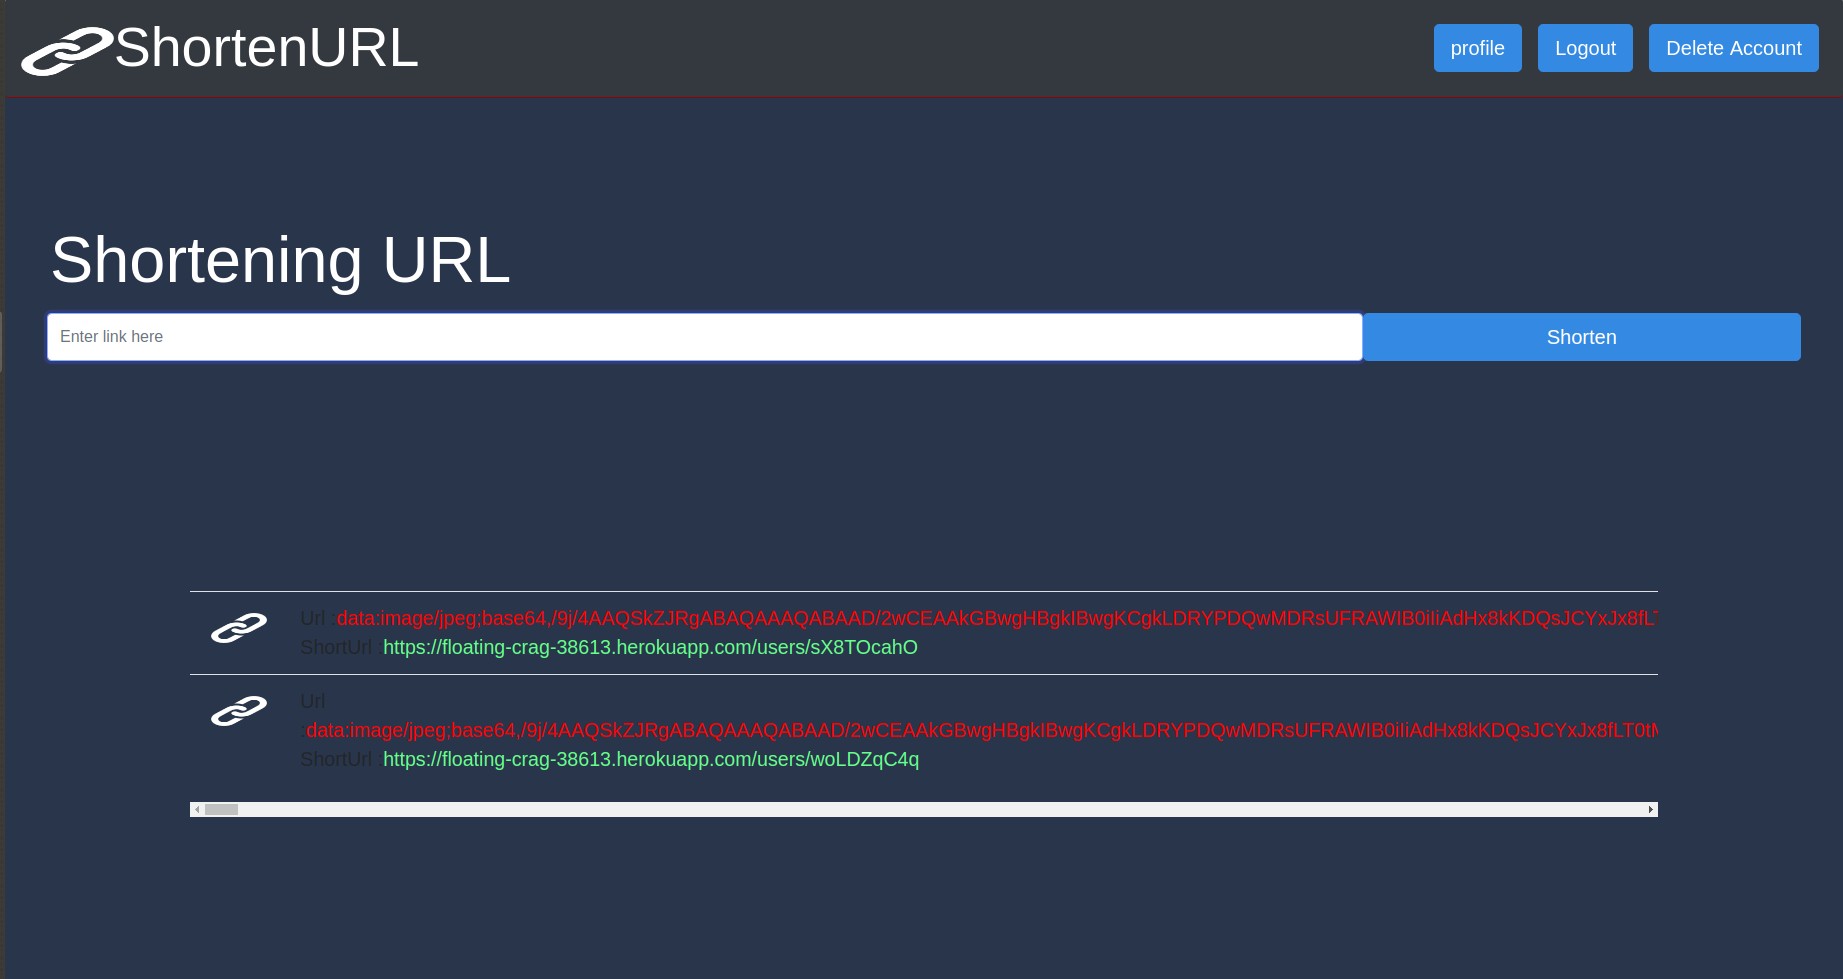 ShortenURL
profile
Logout
Delete Account
Shortening URL
Enter link here
Shorten
Url :data:image/jpeg;base64,/9j/4AAQSkZJRgABAQAAAQABAAD/2wCEAAkGBwgHBgkIBwgKCgkLDRYPDQwMDRsUFRAWIB0iIiAdHx8kKDQsJCYxJx8fLT
ShortUrl :https://floating-crag-38613.herokuapp.com/users/sX8TOcahO
Url
:data:image/jpeg;base64,/9j/4AAQSkZJRgABAQAAAQABAAD/2wCEAAkGBwgHBgkIBwgKCgkLDRYPDQwMDRsUFRAWIB0iIiAdHx8kKDQsJCYxJx8fLT0tM
ShortUrl :https://floating-crag-38613.herokuapp.com/users/woLDZqC4q